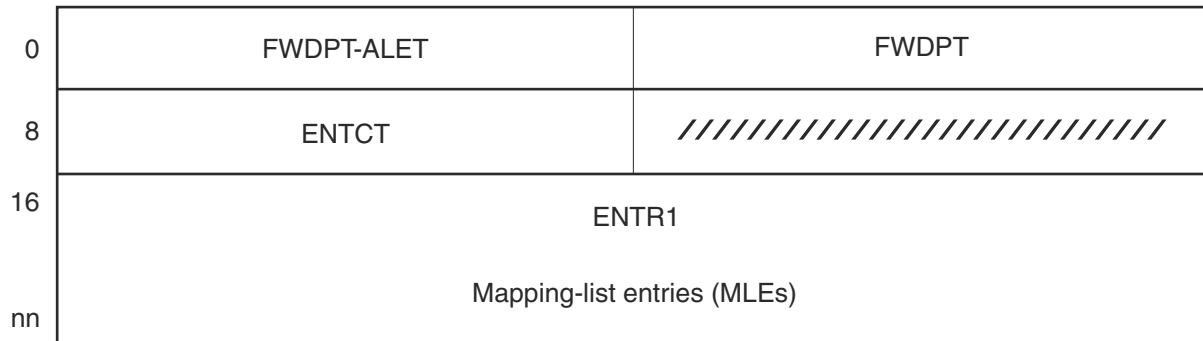 0 FWDPT-ALET FWDPT
8 ENTCT ////////////////////////////
16 ENTR1
Mapping-list entries (MLEs)
nn